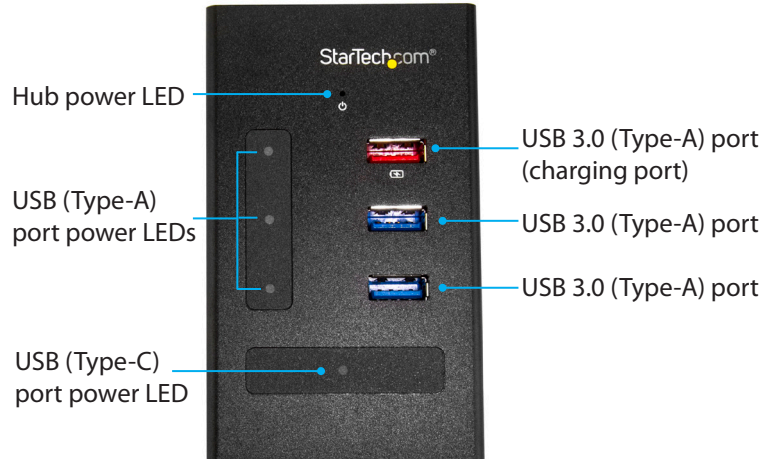 StarTech.com®
Hub power LED
USB 3.0 (Type-A) port
(charging port)
USB (Type-A)
port power LEDs
USB 3.0 (Type-A) port
USB 3.0 (Type-A) port
USB (Type-C)
port power LED